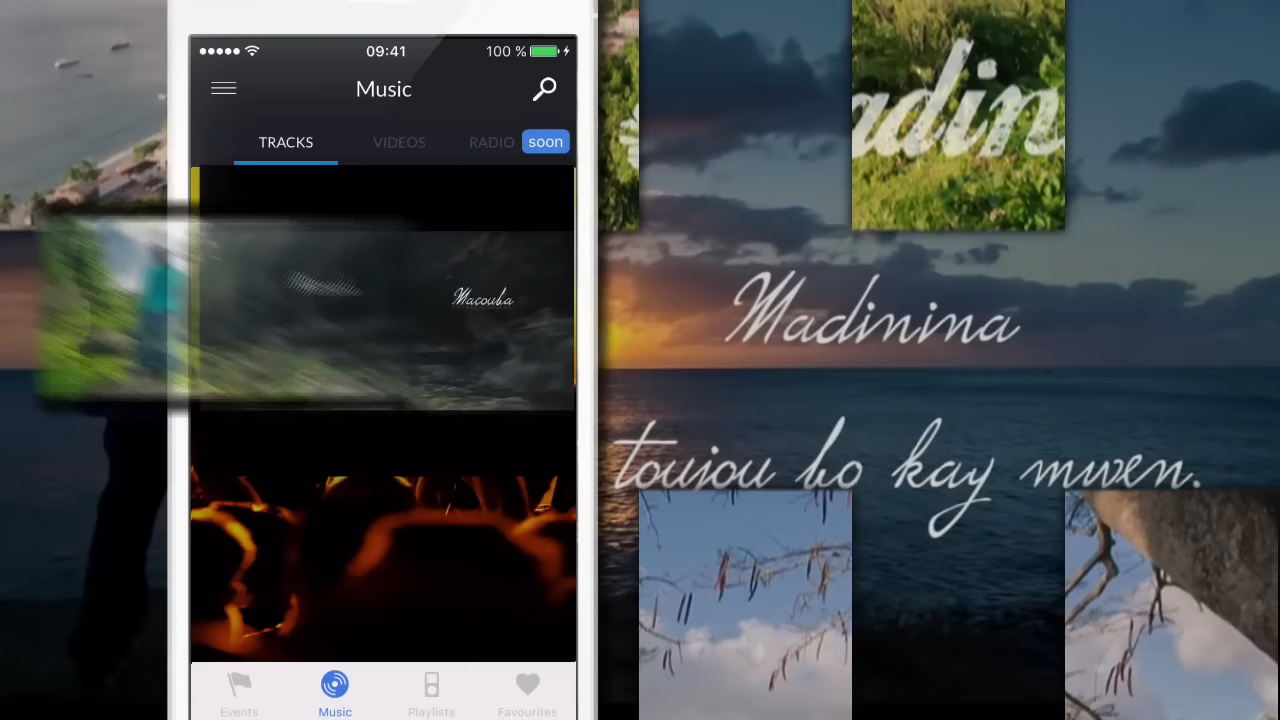 09:41
100 %
Music
TRACKS
VIDEOS
RADIO
soon
Macouba
Events
Music
Playlists
Favourites
adin
Madinina
toujou bo kay mwen.